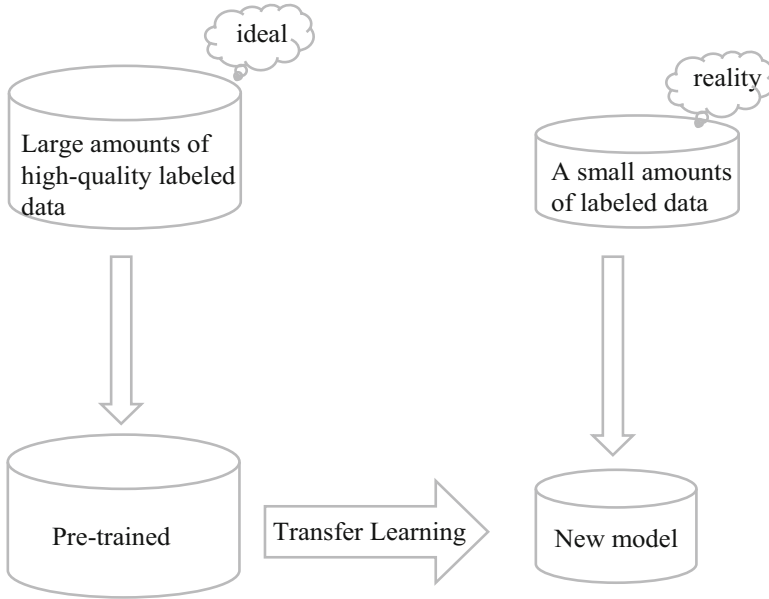 ideal
reality
Large amounts of
high-quality labeled
data
A small amounts
of labeled data
Pre-trained
Transfer Learning
New model